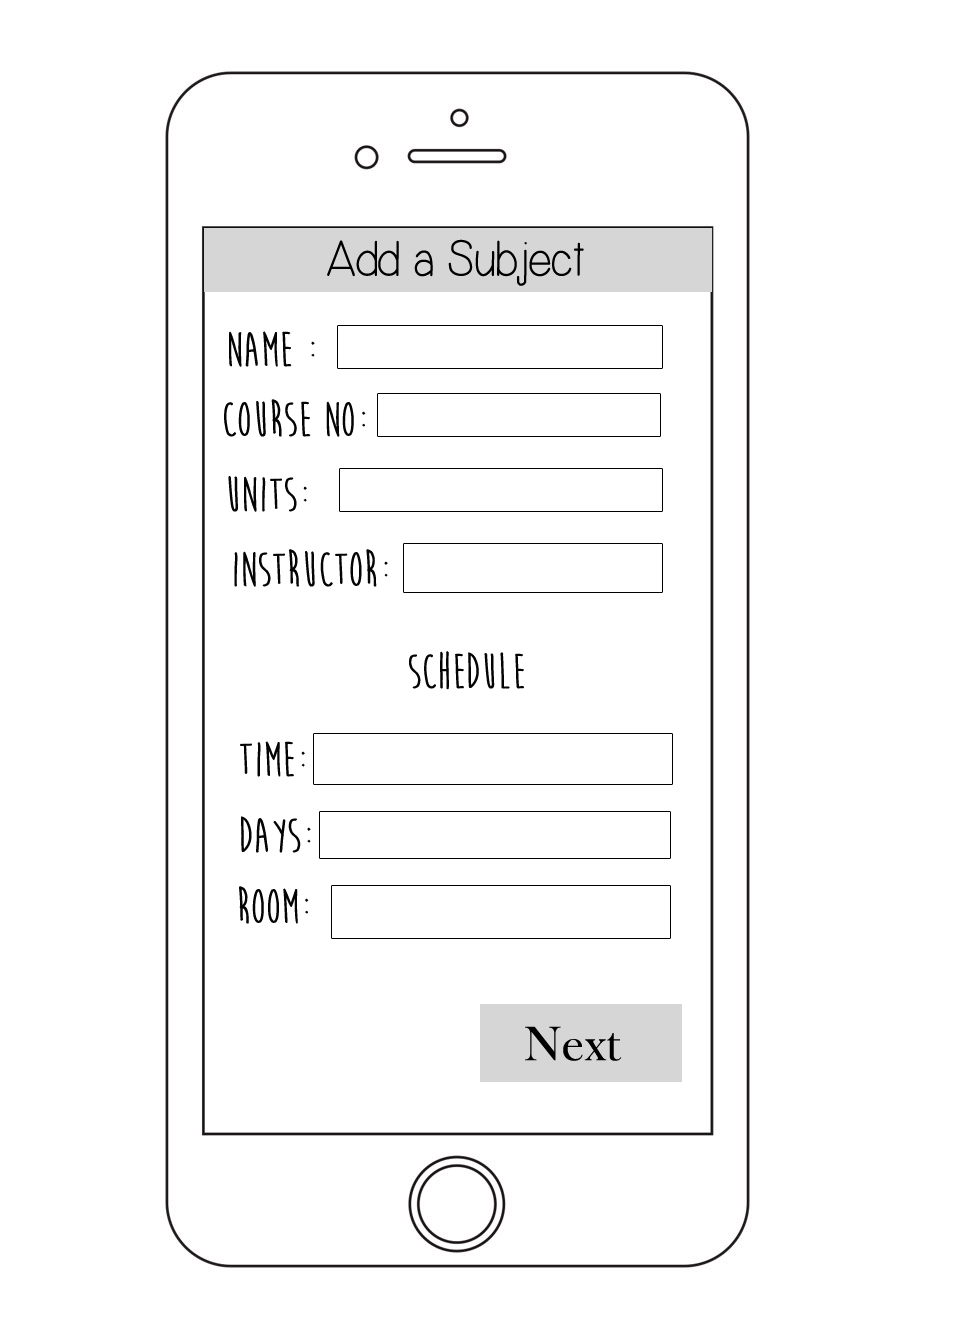 Add a Subject
NAME :
COURSE NO:
UNITS:
INSTRUCTOR:
SCHEDULE
TIME:
DAYS:
ROOM:
Next